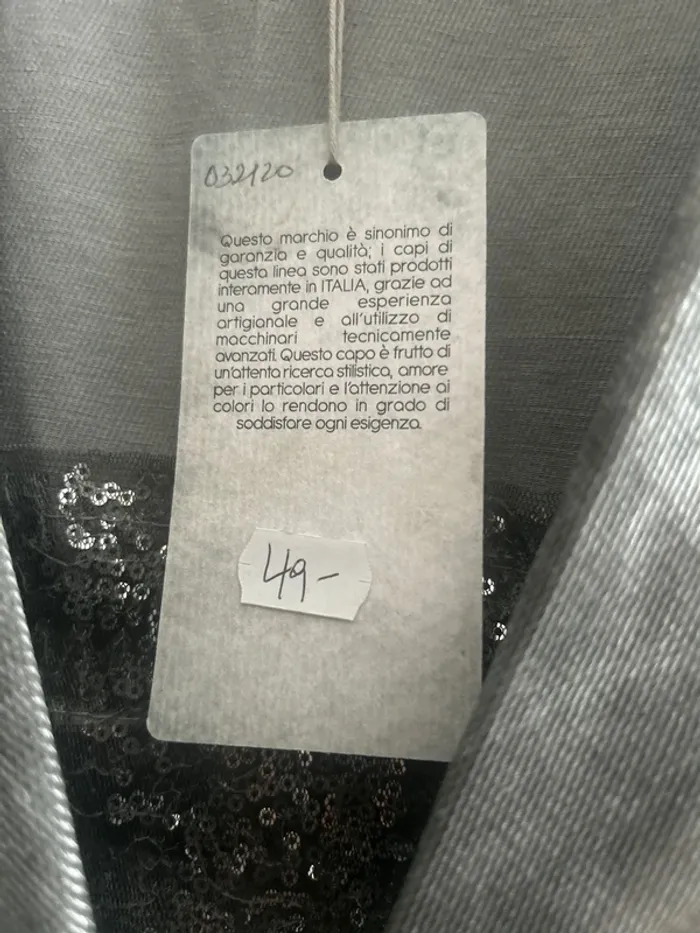 032120
Questo marchio è sinonimo di
garanzia e qualità; i capi di
questa linea sono stati prodotti
interamente in ITALIA, grazie ad
una grande esperienza
artigianale e all'utilizzo di
macchinari tecnicamente
avanzati. Questo capo è frutto di
un'attenta ricerca stilistica, amore
per i particolari e l'attenzione ai
colori lo rendono in grado di
soddisfare ogni esigenza.
49-